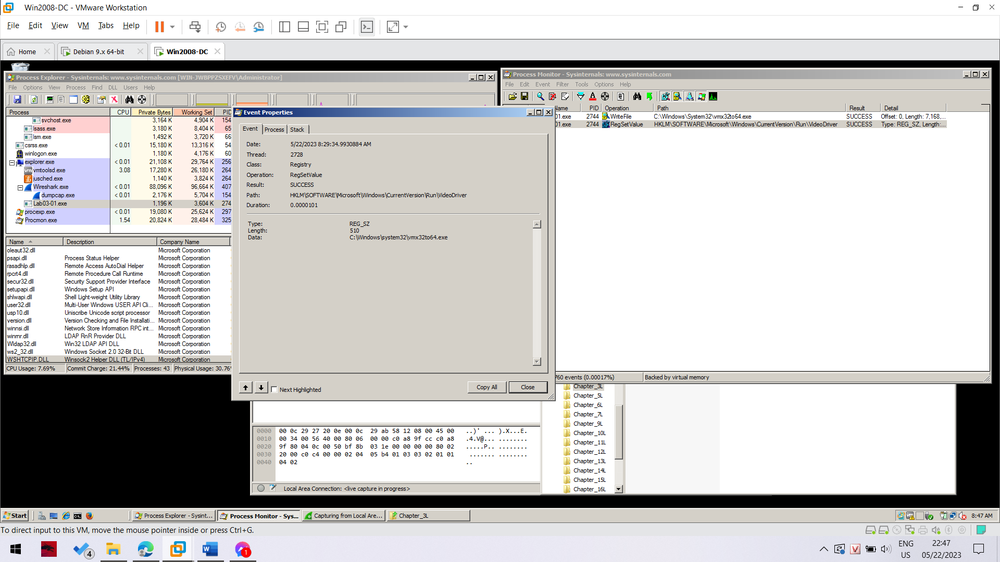 Win2008-DC - VMware Workstation
File Edit View VM Tabs Help
Home Debian 9.x 64-bit Win2008-DC
Process Explorer - Sysinternals: www.sysinternals.com [WIN-JWBPPZSXEFV\Administrator]
File Options View Process Find DLL Users Help
Process CPU Private Bytes Working Set PID
svchost.exe 3,164 K 4,904 K 154
lsass.exe 3,180 K 8,404 K 65
lsm.exe 1,492 K 3,720 K 66
csrss.exe < 0.01 15,180 K 13,316 K 54
winlogon.exe 1,180 K 4,176 K 60
explorer.exe < 0.01 21,108 K 29,764 K 256
vmtoolsd.exe 3.08 17,280 K 26,180 K 264
jusched.exe 1,140 K 3,824 K 264
Wireshark.exe < 0.01 88,096 K 96,664 K 407
dumpcap.exe < 0.01 2,176 K 5,704 K 154
Lab03-01.exe 1,196 K 3,604 K 274
procexp.exe < 0.01 19,080 K 25,624 K 297
Procmon.exe 1.54 20,824 K 28,484 K 325
Name Description Company Name
oleaut32.dll Microsoft Corporation
psapi.dll Process Status Helper Microsoft Corporation
rasadhlp.dll Remote Access AutoDial Helper Microsoft Corporation
rpcrt4.dll Remote Procedure Call Runtime Microsoft Corporation
secur32.dll Security Support Provider Interface Microsoft Corporation
setupapi.dll Windows Setup API Microsoft Corporation
shlwapi.dll Shell Light-weight Utility Library Microsoft Corporation
user32.dll Multi-User Windows USER API Cli... Microsoft Corporation
usp10.dll Uniscribe Unicode script processor Microsoft Corporation
version.dll Version Checking and File Installati... Microsoft Corporation
winnsi.dll Network Store Information RPC int... Microsoft Corporation
winrnr.dll LDAP RnR Provider DLL Microsoft Corporation
Wldap32.dll Win32 LDAP API DLL Microsoft Corporation
ws2_32.dll Windows Socket 2.0 32-Bit DLL Microsoft Corporation
WSHTCPIP.DLL Winsock2 Helper DLL (TL/IPv4) Microsoft Corporation
CPU Usage: 7.69% Commit Charge: 21.44% Processes: 43 Physical Usage: 30.76%
Event Properties
Event Process Stack
Date: 5/22/2023 8:29:34.9930884 AM
Thread: 2728
Class: Registry
Operation: RegSetValue
Result: SUCCESS
Path: HKLM\SOFTWARE\Microsoft\Windows\CurrentVersion\Run\VideoDriver
Duration: 0.0000101
Type: REG_SZ
Length: 510
Data: C:\Windows\system32\vmx32to64.exe
Next Highlighted Copy All Close
Process Monitor - Sysinternals: www.sysinternals.com
File Edit Event Filter Tools Options Help
Name PID Operation Path Result Detail
01.exe 2744 WriteFile C:\Windows\System32\vmx32to64.exe SUCCESS Offset: 0, Length: 7,168,...
01.exe 2744 RegSetValue HKLM\SOFTWARE\Microsoft\Windows\CurrentVersion\Run\VideoDriver SUCCESS Type: REG_SZ, Length:...
760 events (0.00017%) Backed by virtual memory
Chapter_3L
Chapter_5L
Chapter_6L
Chapter_7L
Chapter_9L
Chapter_10L
Chapter_11L
Chapter_12L
Chapter_13L
Chapter_14L
Chapter_15L
Chapter_16L
0000 00 0c 29 27 20 0e 00 0c 29 ab 58 12 08 00 45 00 ..)' ... ).X...E.
0010 00 34 00 56 40 00 80 06 00 00 c0 a8 9f cc c0 a8 .4.V@... ........
0020 9f 80 04 0c 00 50 bf 8b 03 1e 00 00 00 00 80 02 .....P.. ........
0030 20 00 c0 c4 00 00 02 04 05 b4 01 03 03 02 01 01 ....... ........
0040 04 02 ..
Local Area Connection: <live capture in progress>
Start Process Explorer - Sysint... Process Monitor - Sys... Capturing from Local Are... Chapter_3L 8:47 AM
To direct input to this VM, move the mouse pointer inside or press Ctrl+G.
4 W 1 V ENG US 22:47 05/22/2023